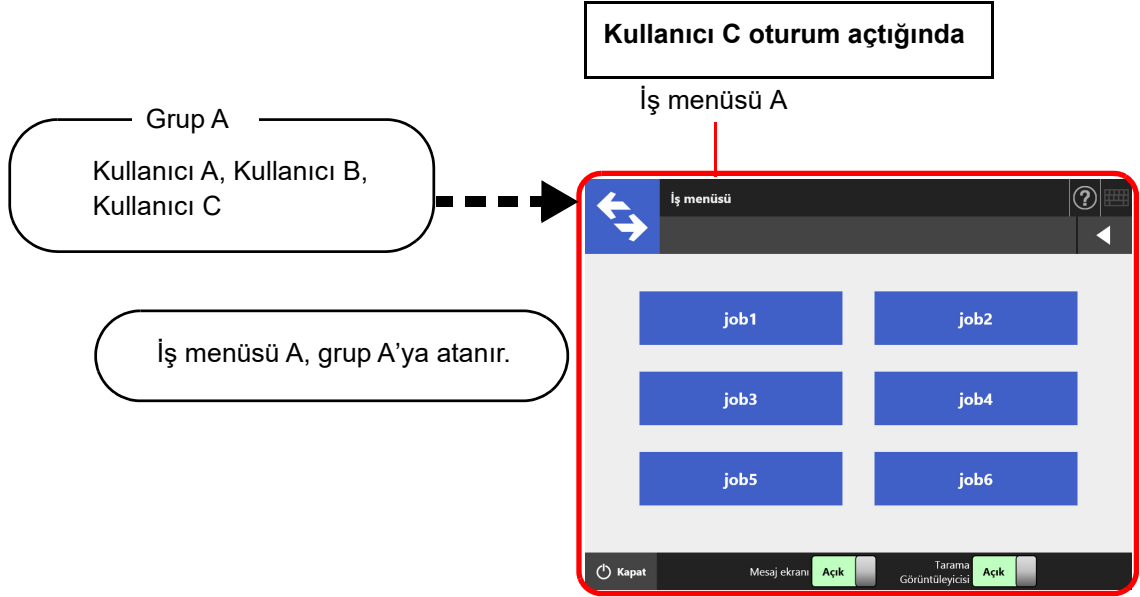 Kullanıcı C oturum açtığında
İş menüsü A
Grup A
Kullanıcı A, Kullanıcı B,
Kullanıcı C
İş menüsü A, grup A’ya atanır.
İş menüsü
?
job1
job2
job3
job4
job5
job6
Kapat
Mesaj ekranı
Açık
Tarama
Görüntüleyicisi
Açık